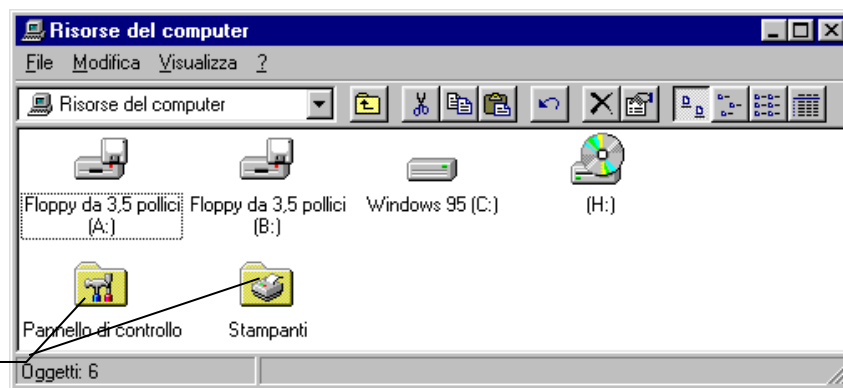 Risorse del computer
File Modifica Visualizza ?
Risorse del computer
Floppy da 3,5 pollici (A:)
Floppy da 3,5 pollici (B:)
Windows 95 (C:)
(H:)
Pannello di controllo
Stampanti
Oggetti: 6